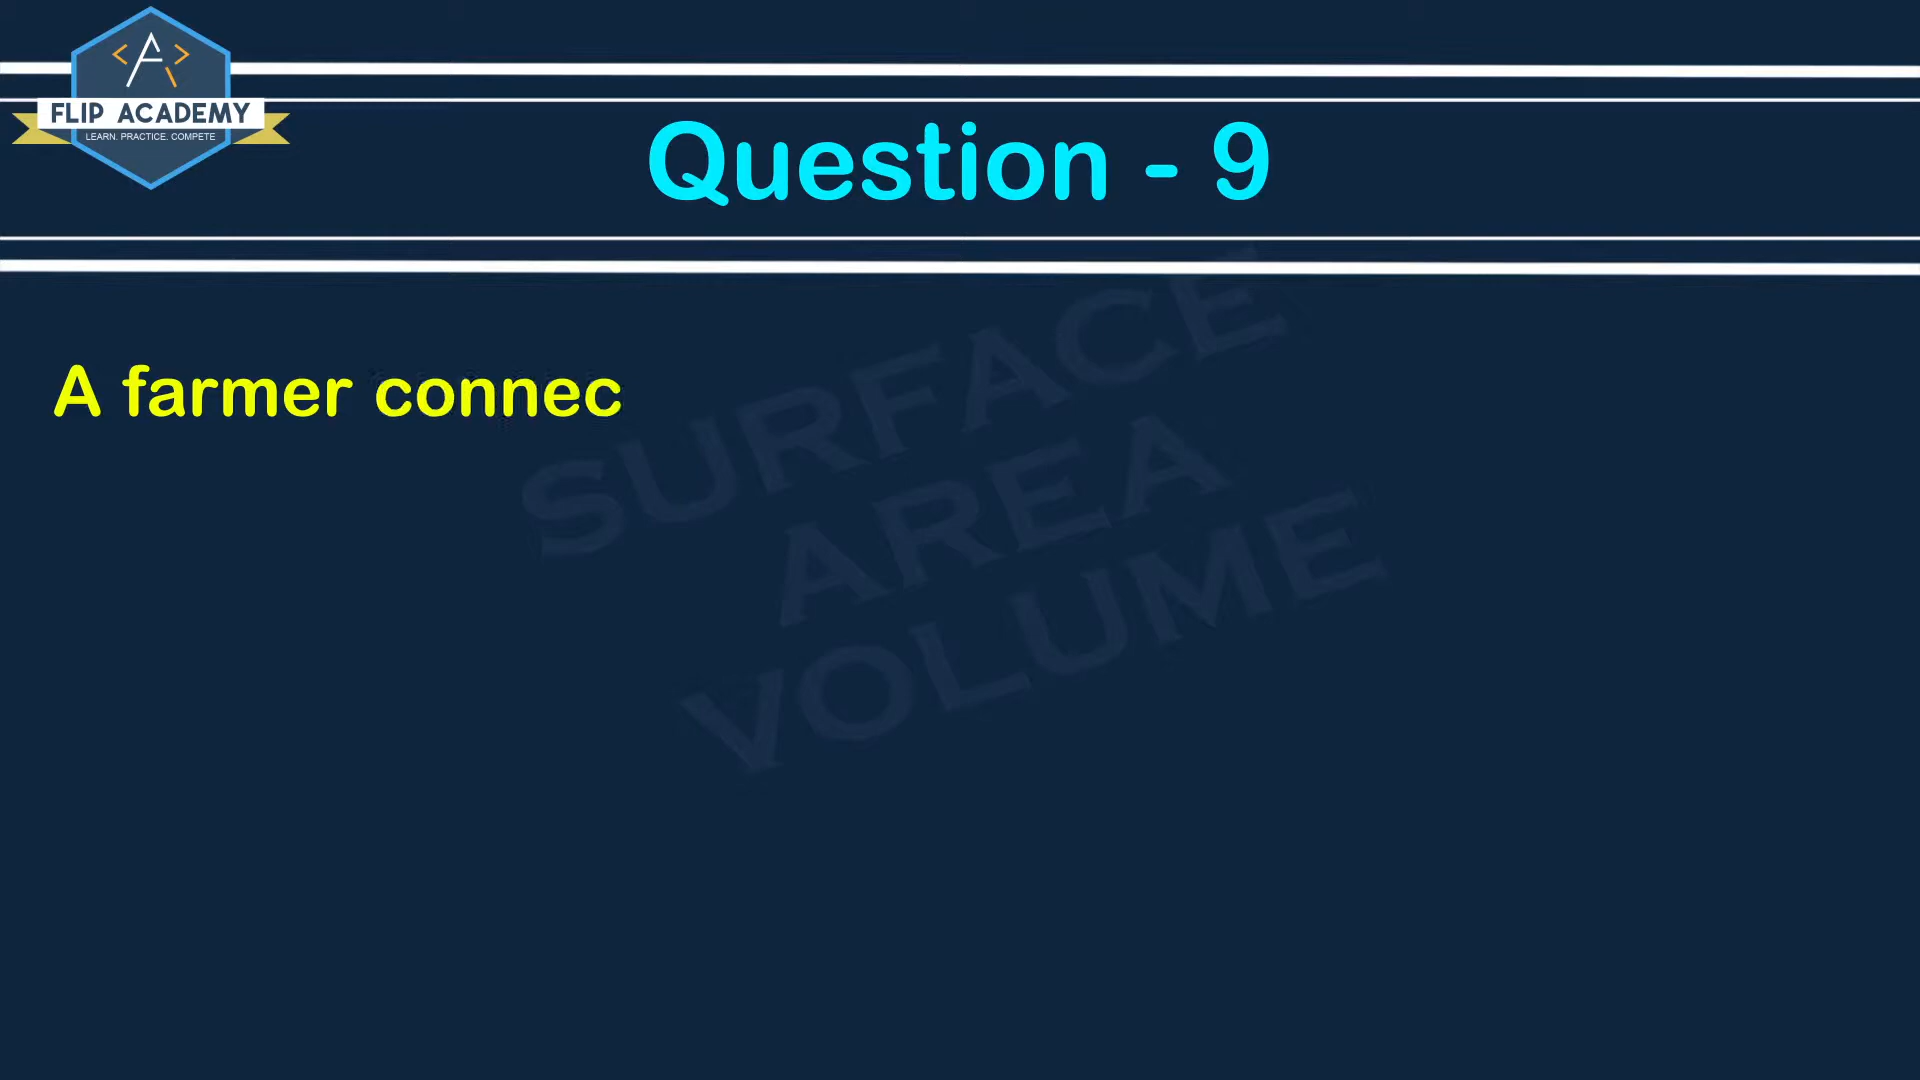 FLIP ACADEMY
LEARN. PRACTICE. COMPETE
Question - 9
A farmer connec
SURFACE
AREA
VOLUME